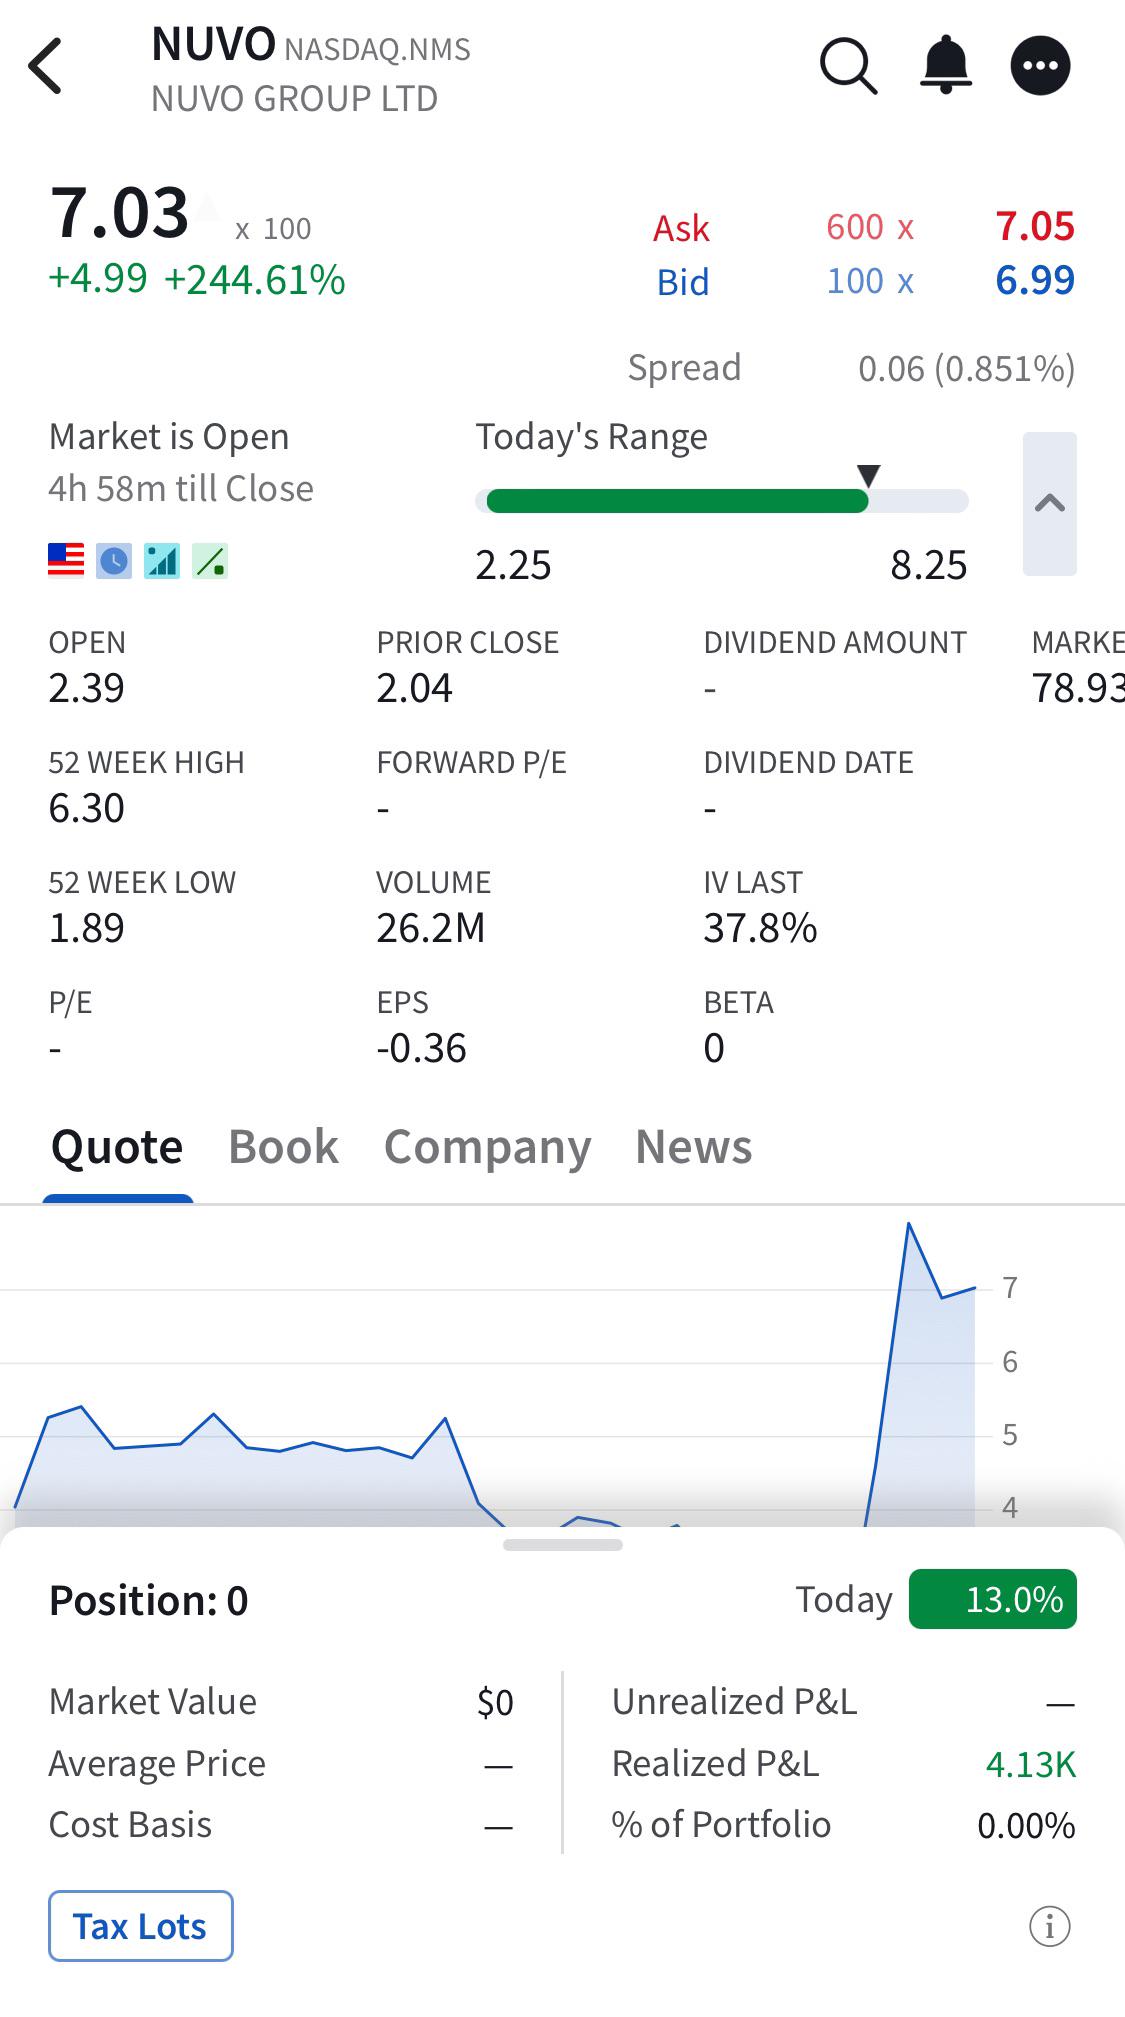 NUVO NASDAQ.NMS
NUVO GROUP LTD
7.03 x 100
+4.99 +244.61%
Ask 600 x 7.05
Bid 100 x 6.99
Spread 0.06 (0.851%)
Market is Open
4h 58m till Close
Today's Range
2.25 8.25
OPEN PRIOR CLOSE DIVIDEND AMOUNT MARKE
2.39 2.04 - 78.93
52 WEEK HIGH FORWARD P/E DIVIDEND DATE
6.30 - -
52 WEEK LOW VOLUME IV LAST
1.89 26.2M 37.8%
P/E EPS BETA
- -0.36 0
Quote Book Company News
7
6
5
4
Position: 0 Today 13.0%
Market Value $0 Unrealized P&L —
Average Price — Realized P&L 4.13K
Cost Basis — % of Portfolio 0.00%
Tax Lots